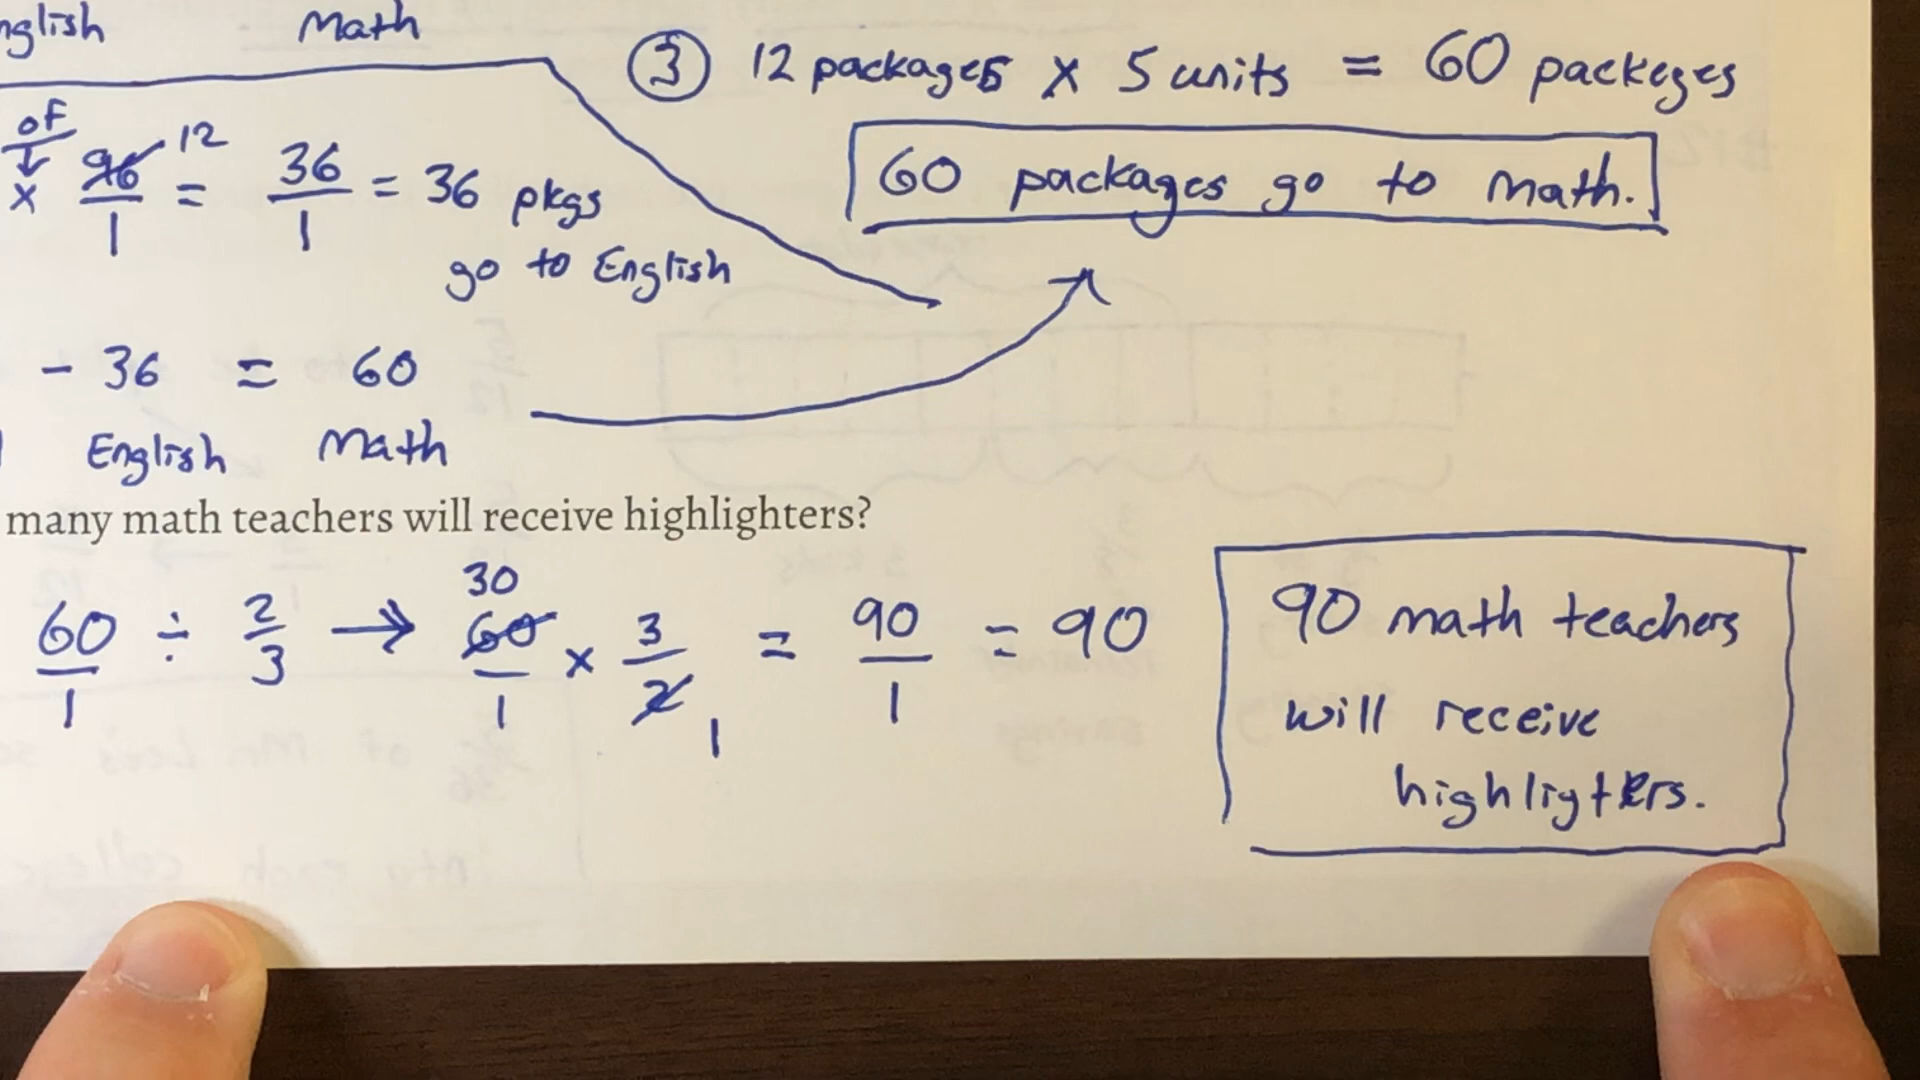 nglish Math
③ 12 packages x 5 units = 60 packeges
60 packages go to math.
of
x 96/1 12 = 36/1 = 36 pkgs
go to English
- 36 = 60
English Math
many math teachers will receive highlighters?
60/1 ÷ 2/3 → 60/1 30 x 3/2 1 = 90/1 = 90
90 math teachers
will receive
highligters.